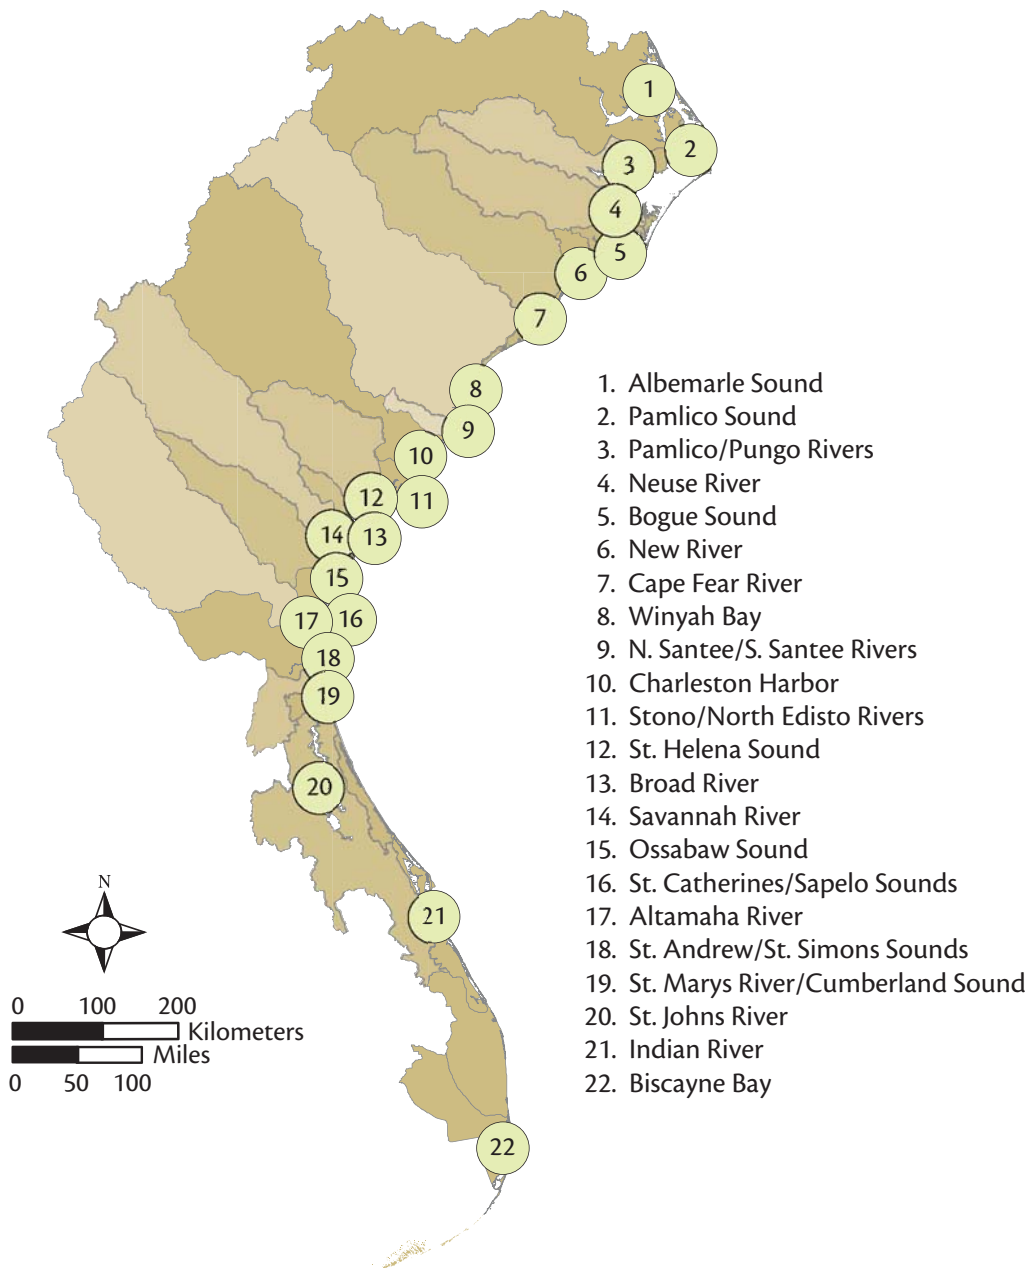 1
2
3
4
5
6
7
8
9
10
11
12
13
14
15
16
17
18
19
20
21
22
1. Albemarle Sound
2. Pamlico Sound
3. Pamlico/Pungo Rivers
4. Neuse River
5. Bogue Sound
6. New River
7. Cape Fear River
8. Winyah Bay
9. N. Santee/S. Santee Rivers
10. Charleston Harbor
11. Stono/North Edisto Rivers
12. St. Helena Sound
13. Broad River
14. Savannah River
15. Ossabaw Sound
16. St. Catherines/Sapelo Sounds
17. Altamaha River
18. St. Andrew/St. Simons Sounds
19. St. Marys River/Cumberland Sound
20. St. Johns River
21. Indian River
22. Biscayne Bay
N
0 100 200
Kilometers
Miles
0 50 100